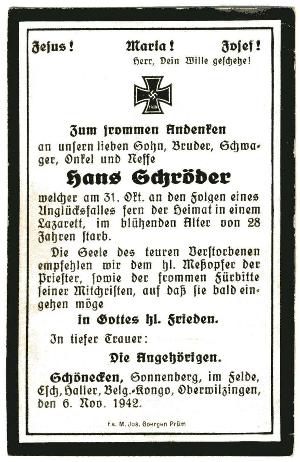 Jesus! Maria! Josef!
Herr, Dein Wille geschehe!
Zum frommen Andenken
an unsern lieben Sohn, Bruder, Schwa-
ger, Onkel und Neffe
Hans Schröder
welcher am 31. Okt. an den Folgen eines
Unglücksfalles fern der Heimat in einem
Lazarett, im blühenden Alter von 28
Jahren starb.
Die Seele des teuren Verstorbenen
empfehlen wir dem hl. Meßopfer der
Priester, sowie der frommen Fürbitte
seiner Mitchristen, auf daß sie bald ein-
gehen möge
in Gottes hl. Frieden.
In tiefer Trauer:
Die Angehörigen.
Schönecken, Sonnenberg, im Felde,
Esch, Haller, Belg.-Kongo, Oberwilzingen,
den 6. Nov. 1942.
M. Jos. Goergen Prüm